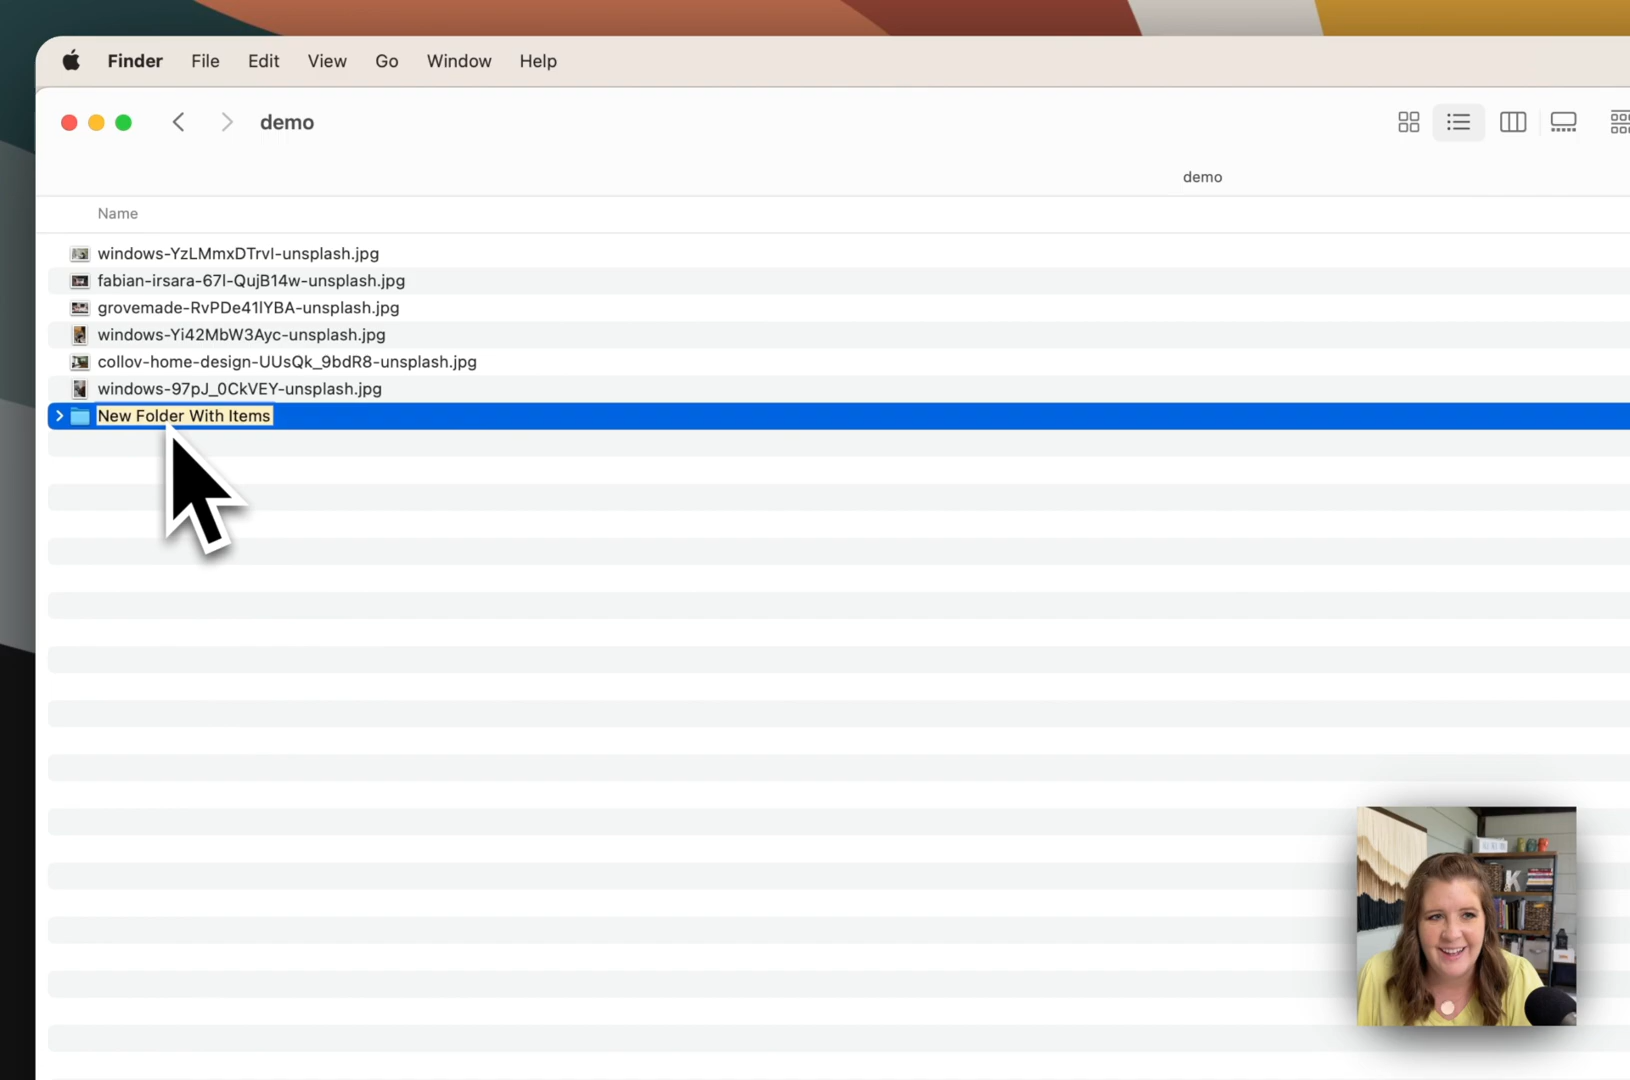 Finder File Edit View Go Window Help
demo
demo
Name
windows-YzLMmxDTrvI-unsplash.jpg
fabian-irsara-67l-QujB14w-unsplash.jpg
grovemade-RvPDe41lYBA-unsplash.jpg
windows-Yi42MbW3Ayc-unsplash.jpg
collov-home-design-UUsQk_9bdR8-unsplash.jpg
windows-97pJ_0CkVEY-unsplash.jpg
New Folder With Items
K